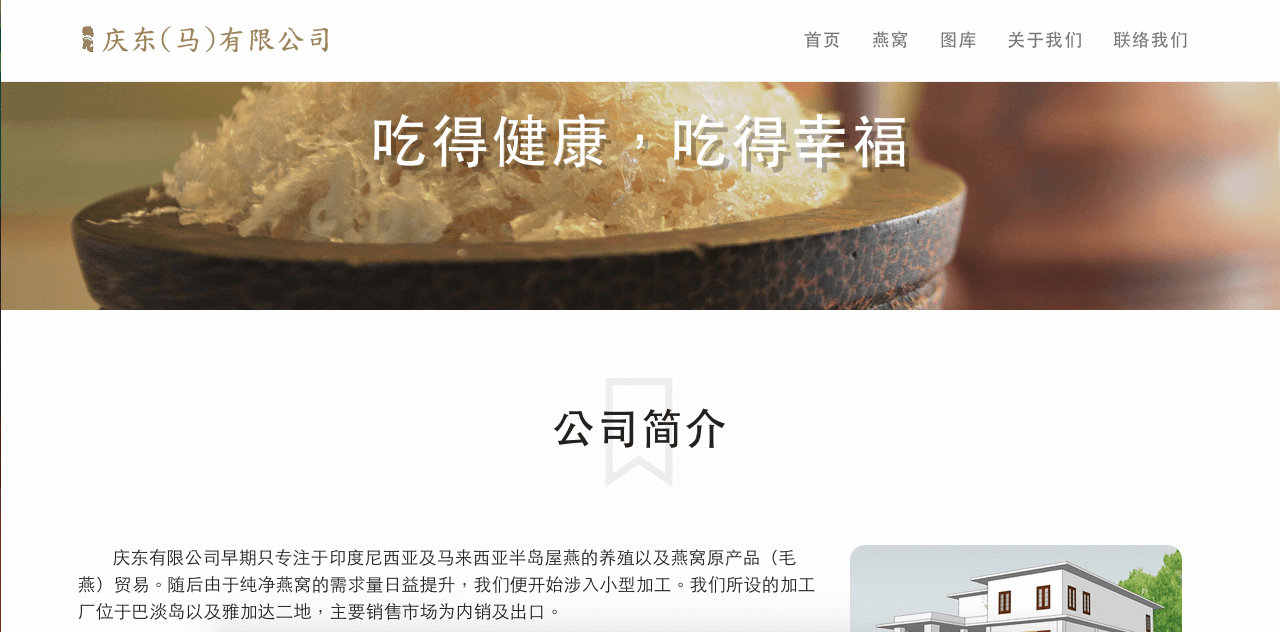 庆东(马)有限公司
首页 燕窝 图库 关于我们 联络我们
吃得健康，吃得幸福
公司简介
庆东有限公司早期只专注于印度尼西亚及马来西亚半岛屋燕的养殖以及燕窝原产品（毛
燕）贸易。随后由于纯净燕窝的需求量日益提升，我们便开始涉入小型加工。我们所设的加工
厂位于巴淡岛以及雅加达二地，主要销售市场为内销及出口。